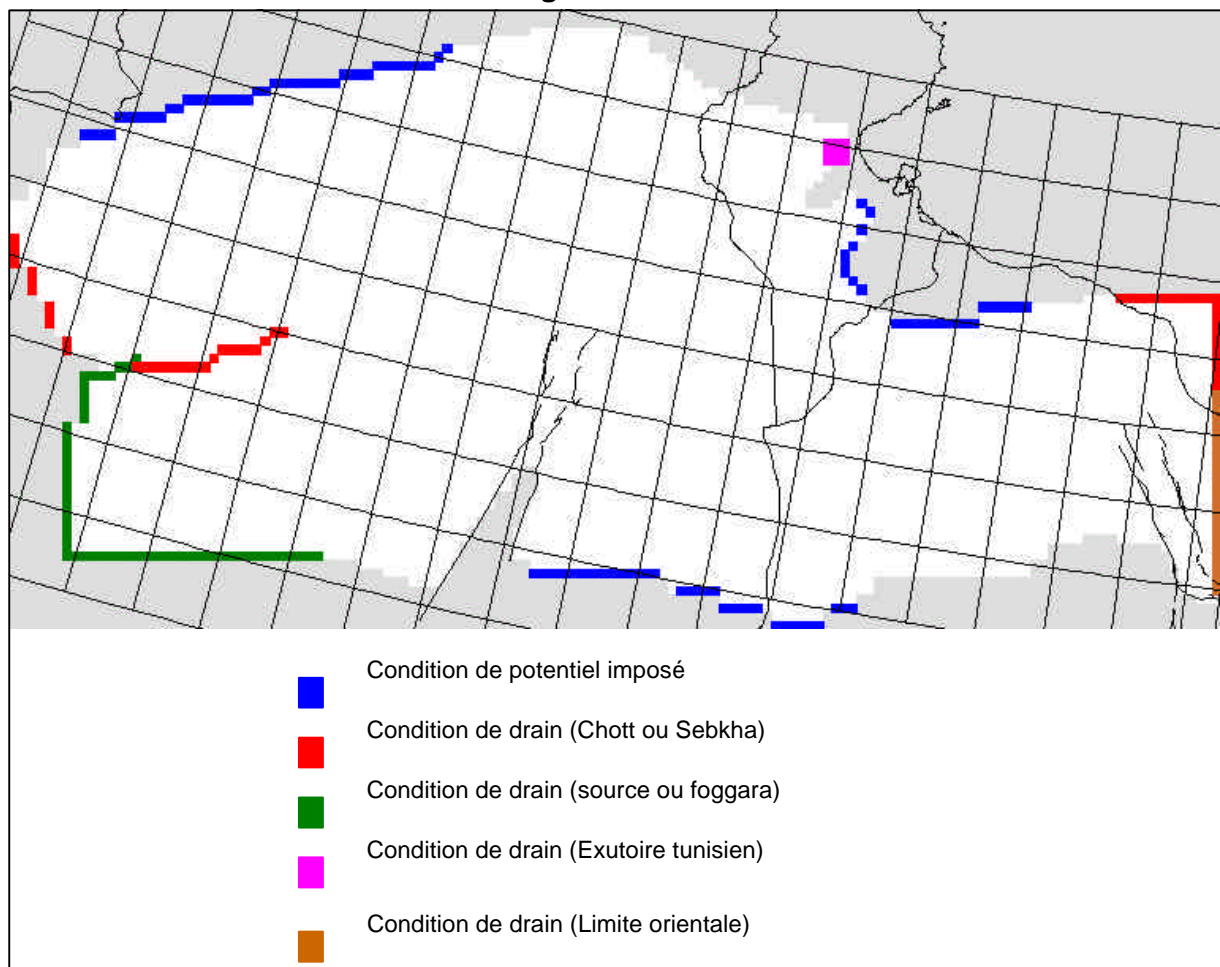 Condition de potentiel imposé
Condition de drain (Chott ou Sebkha)
Condition de drain (source ou foggara)
Condition de drain (Exutoire tunisien)
Condition de drain (Limite orientale)